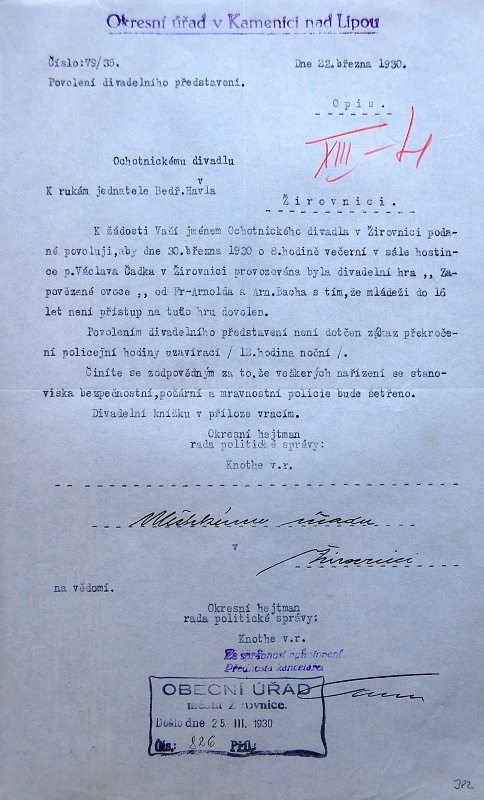 Okresní úřad v Kamenici nad Lipou
Číslo:79/35.
Dne 22.března 1930.
Povolení divadelního představení.
Opis.
XIII-4
Ochotnickému divadlu
v
K rukám jednatele Bedř.Havla
Žirovnici.
K žádosti Vaší jménem Ochotnického divadla v Žirovnici poda-
né povoluji,aby dne 30.března 1930 o 8.hodině večerní v sále hostin-
ce p.Václava Čadka v Žirovnici provozována byla divadelní hra ,, Za-
povězené ovoce ,, od Fr-Arnolda a Arn.Bacha s tím,že mládeži do 16
let není přístup na tuto hru dovolen.
Povolením divadelního představení není dotčen zákaz překroče-
ní policejní hodiny uzavírací / 12.hodina noční /.
Činíte se zodpovědným za to,že veškerých nařízení se stano-
viska bezpečnostní,požární a mravnostní policie bude šetřeno.
Divadelní knížku v příloze vracím.
Okresní hejtman
rada politické správy:
Knothe v.r.
Městskému úřadu
v
Žirovnici
na vědomí.
Okresní hejtman
rada politické správy:
Knothe v.r.
Za správnost vyhotovení.
Přednosta kanceláře
OBECNÍ ÚŘAD
města Žirovnice.
Došlo dne 25. III. 1930
Čís.: 826 Příl.:
382